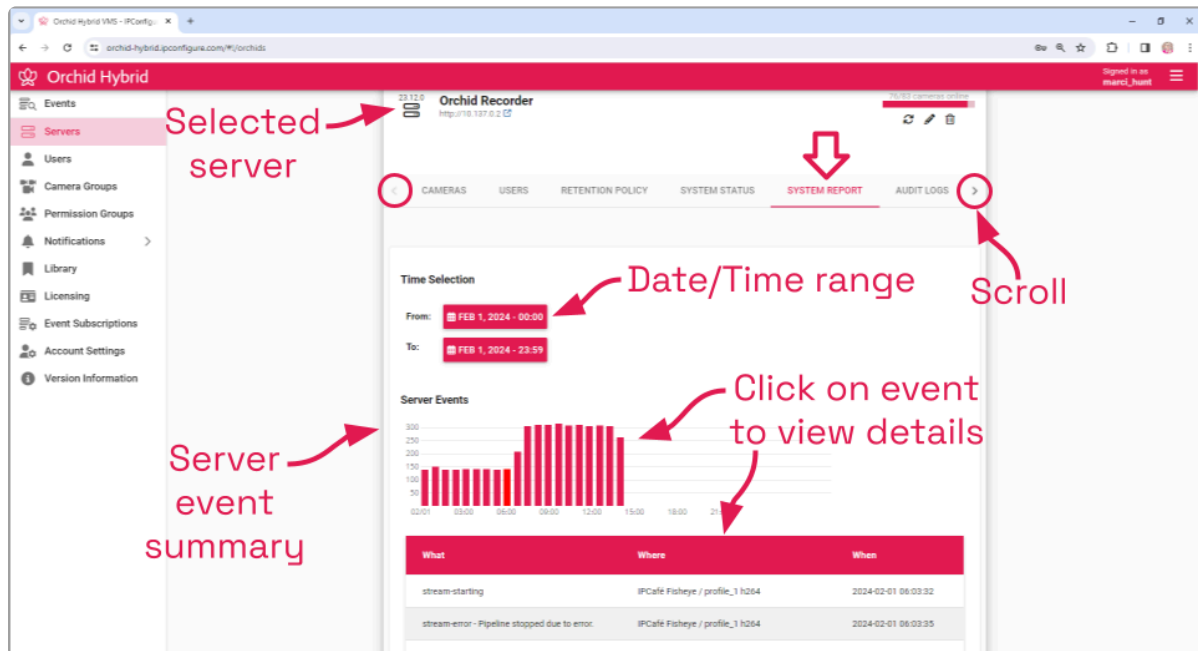 Orchid Hybrid VMS - IPConfigu
orchid-hybrid.ipconfigure.com/#!/orchids
Orchid Hybrid
Signed in as
marci_hunt
Events
Servers
Users
Camera Groups
Permission Groups
Notifications
Library
Licensing
Event Subscriptions
Account Settings
Version Information
Selected
server
23.12.0
Orchid Recorder
http://10.137.0.2
76/93 cameras online
CAMERAS USERS RETENTION POLICY SYSTEM STATUS SYSTEM REPORT AUDIT LOGS
Scroll
Time Selection
Date/Time range
From: FEB 1, 2024 - 00:00
To: FEB 1, 2024 - 23:59
Server Events
Click on event
to view details
Server
event
summary
300
250
200
150
100
50
02/01 03:00 06:00 09:00 12:00 15:00 18:00
What Where When
stream-starting IPCafé Fisheye / profile_1 h264 2024-02-01 06:03:32
stream-error - Pipeline stopped due to error. IPCafé Fisheye / profile_1 h264 2024-02-01 06:03:35